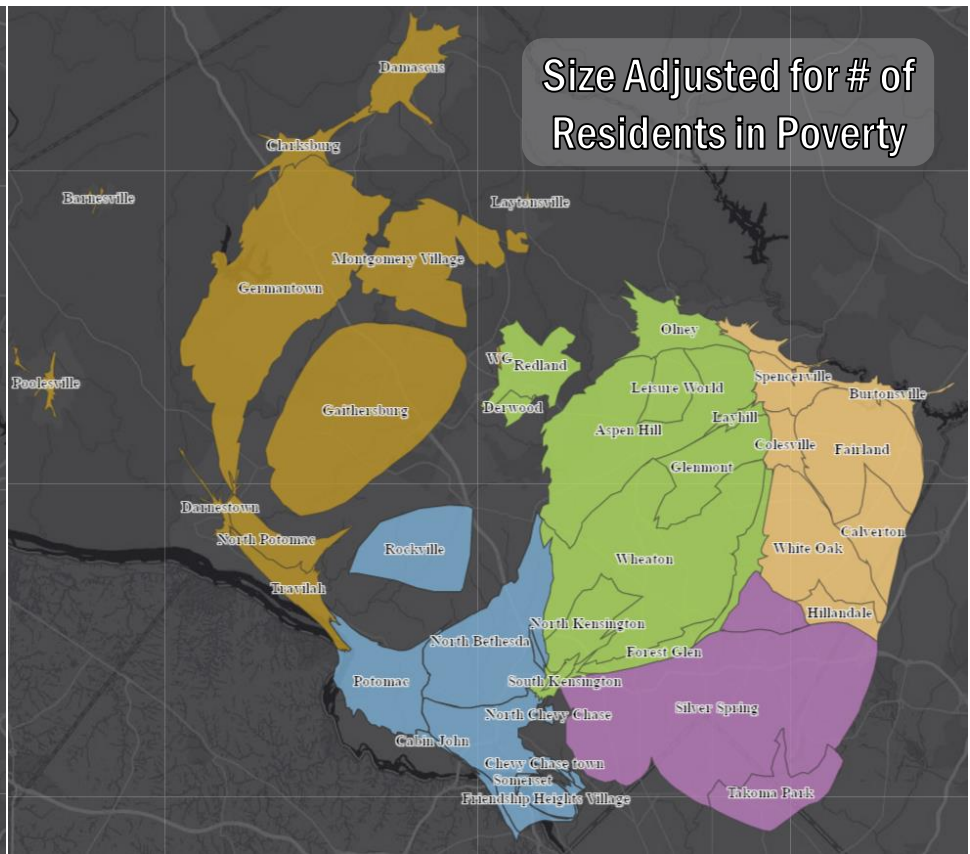 Size Adjusted for # of
Residents in Poverty
Damascus
Clarksburg
Barnesville
Laytonsville
Montgomery Village
Germantown
Olney
WG
Redland
Spencerville
Poolesville
Leisure World
Burtonsville
Derwood
Gaithersburg
Layhill
Aspen Hill
Colesville
Fairland
Glenmont
Darnestown
Calverton
North Potomac
Rockville
White Oak
Wheaton
Travilah
Hillandale
North Kensington
North Bethesda
Forest Glen
Potomac
South Kensington
Silver Spring
North Chevy Chase
Cabin John
Chevy Chase town
Somerset
Takoma Park
Friendship Heights Village